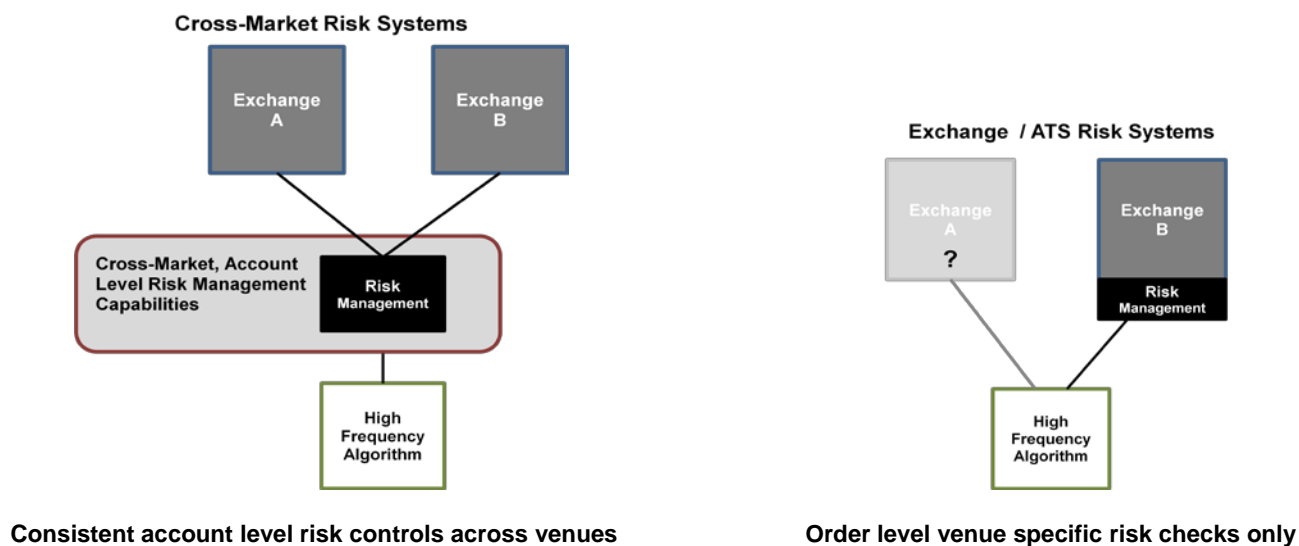 Cross-Market Risk Systems
Exchange
A
Exchange
B
Cross-Market, Account
Level Risk Management
Capabilities
Risk
Management
High
Frequency
Algorithm
Consistent account level risk controls across venues
Exchange / ATS Risk Systems
Exchange
A
?
Exchange
B
Risk
Management
High
Frequency
Algorithm
Order level venue specific risk checks only